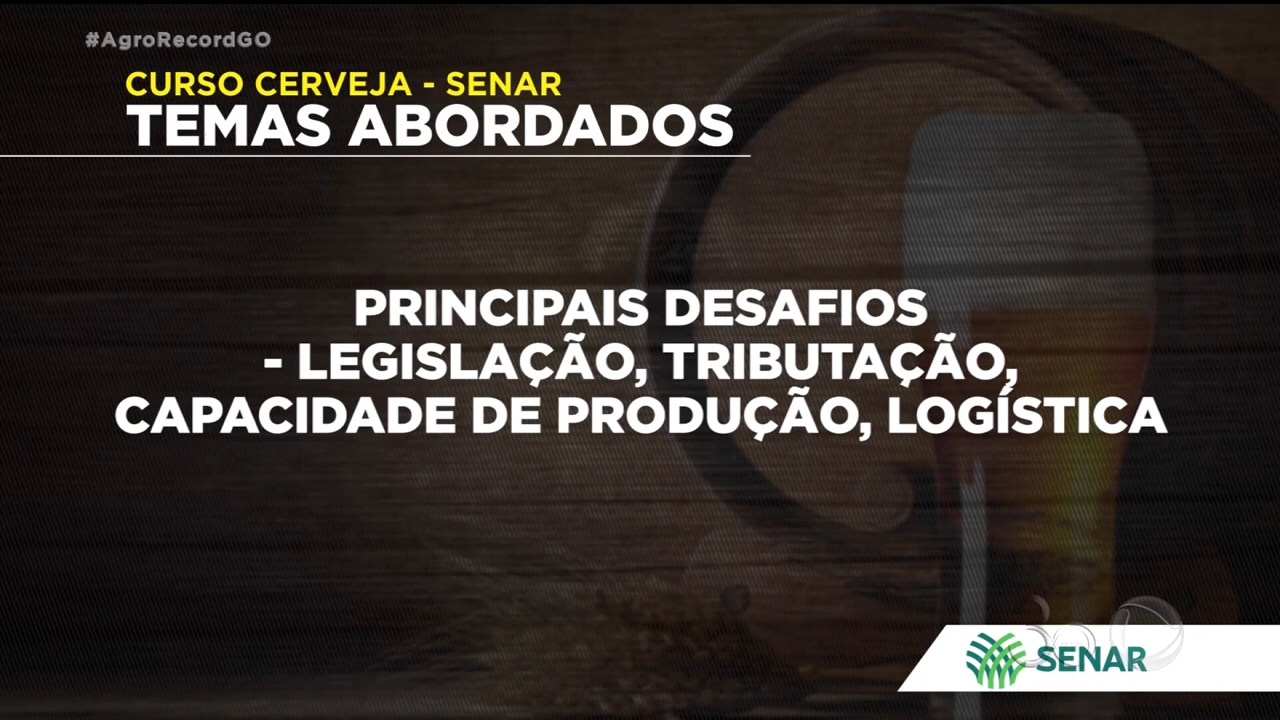 #AgroRecordGO
CURSO CERVEJA - SENAR
TEMAS ABORDADOS
PRINCIPAIS DESAFIOS
- LEGISLAÇÃO, TRIBUTAÇÃO,
CAPACIDADE DE PRODUÇÃO, LOGÍSTICA
SENAR